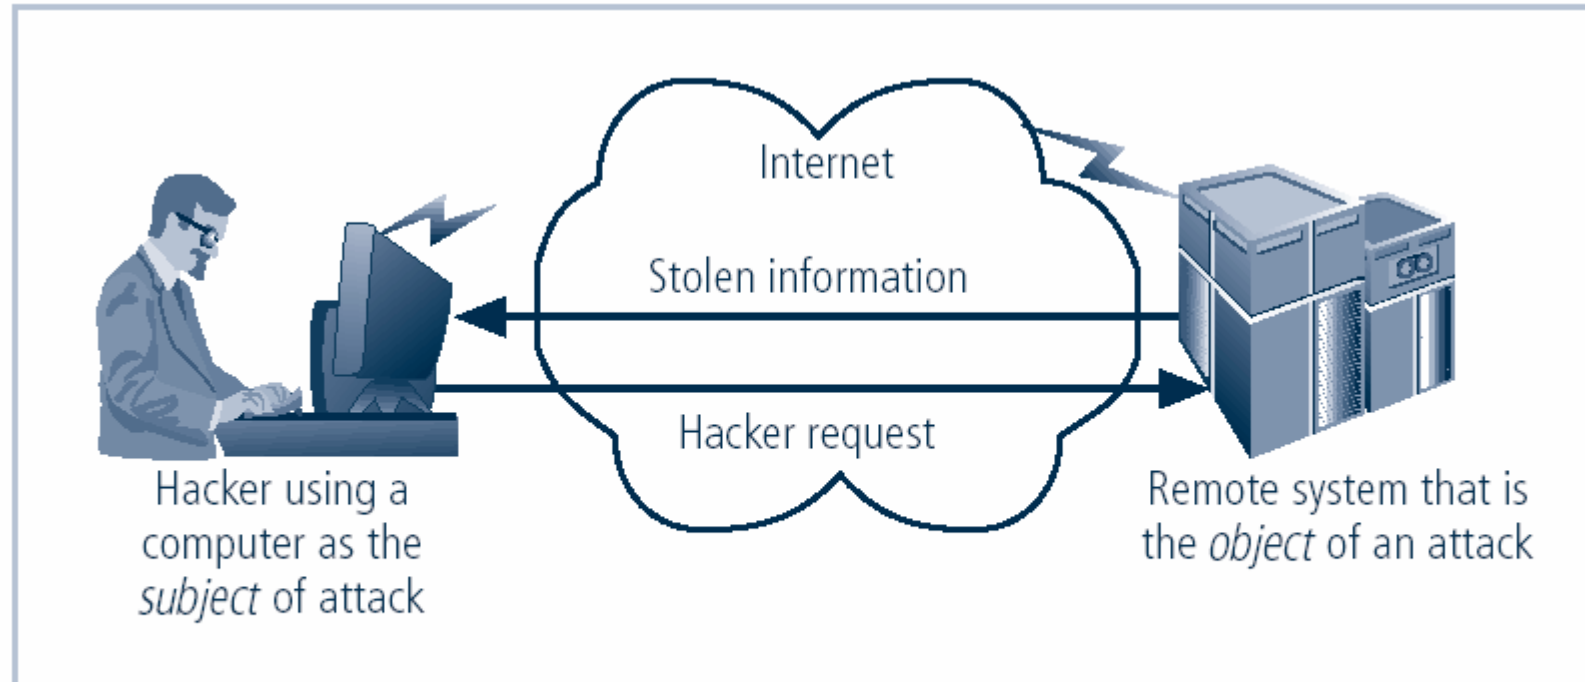 Internet
Stolen information
Hacker request
Hacker using a
computer as the
subject of attack
Remote system that is
the object of an attack